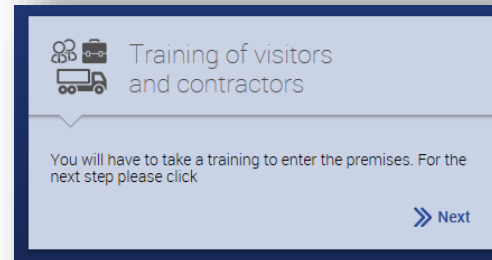 Training of visitors
and contractors
You will have to take a training to enter the premises. For the
next step please click
Next